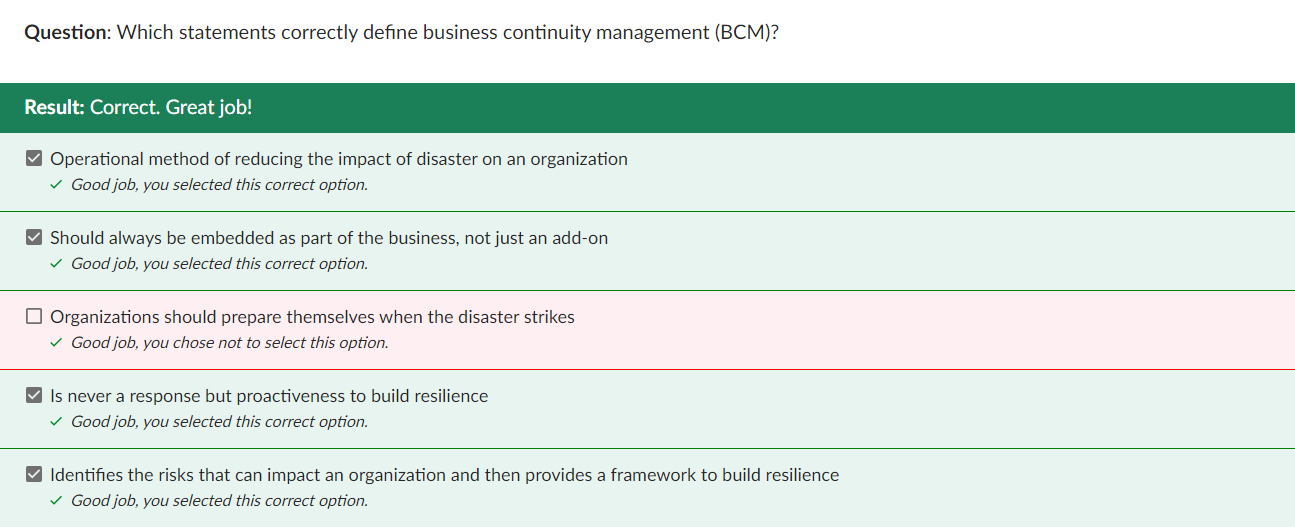 Question: Which statements correctly define business continuity management (BCM)?
Result: Correct. Great job!
Operational method of reducing the impact of disaster on an organization
Good job, you selected this correct option.
Should always be embedded as part of the business, not just an add-on
Good job, you selected this correct option.
Organizations should prepare themselves when the disaster strikes
Good job, you chose not to select this option.
Is never a response but proactiveness to build resilience
Good job, you selected this correct option.
Identifies the risks that can impact an organization and then provides a framework to build resilience
Good job, you selected this correct option.